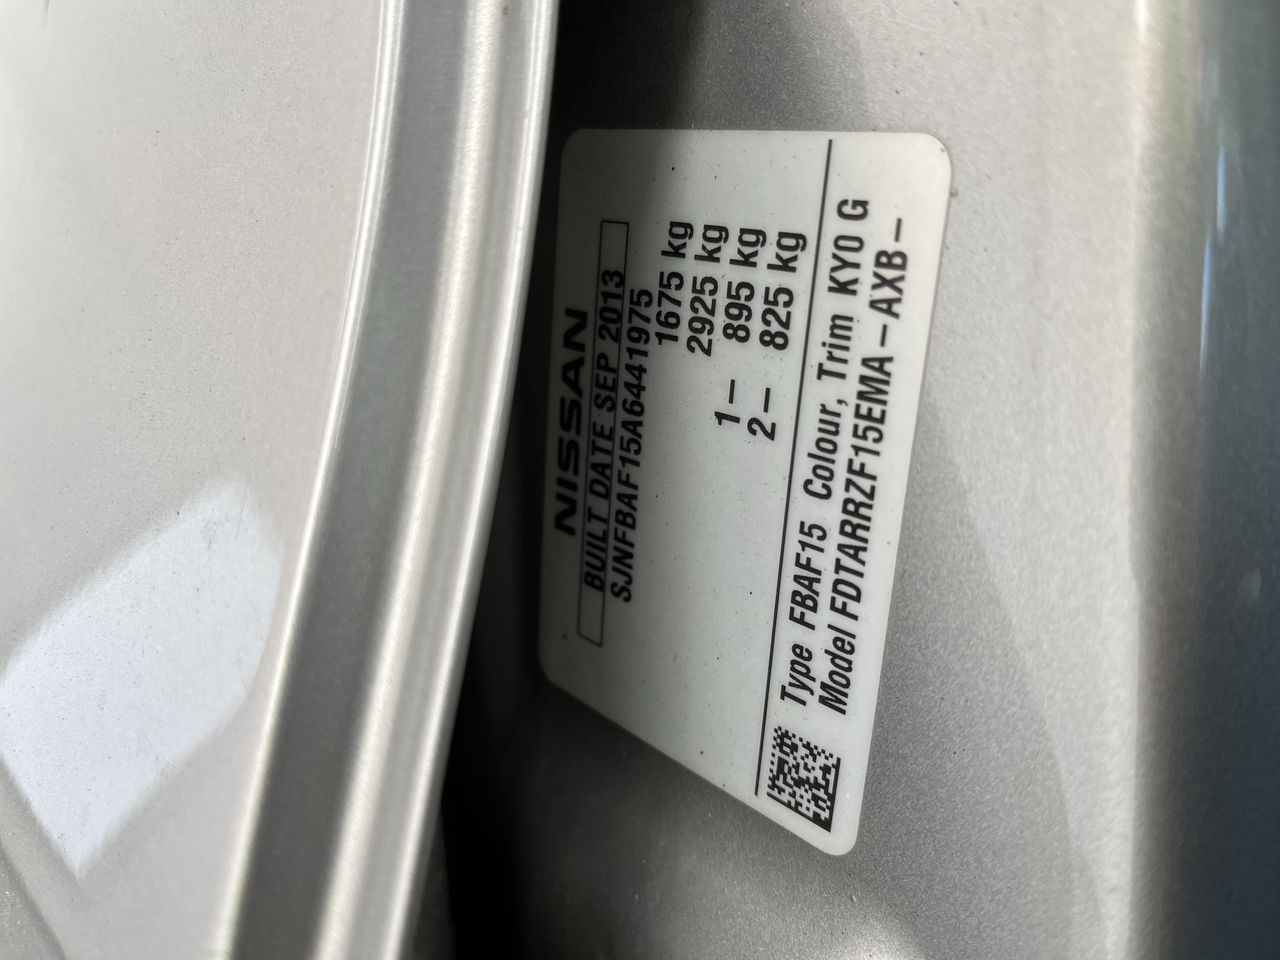 NISSAN
BUILT DATE SEP 2013
SJNFBAF15A6441975
1675 kg
2925 kg
1– 895 kg
2– 825 kg
Type FBAF15 Colour, Trim KY0 G
Model FDTARRZF15EMA–AXB–